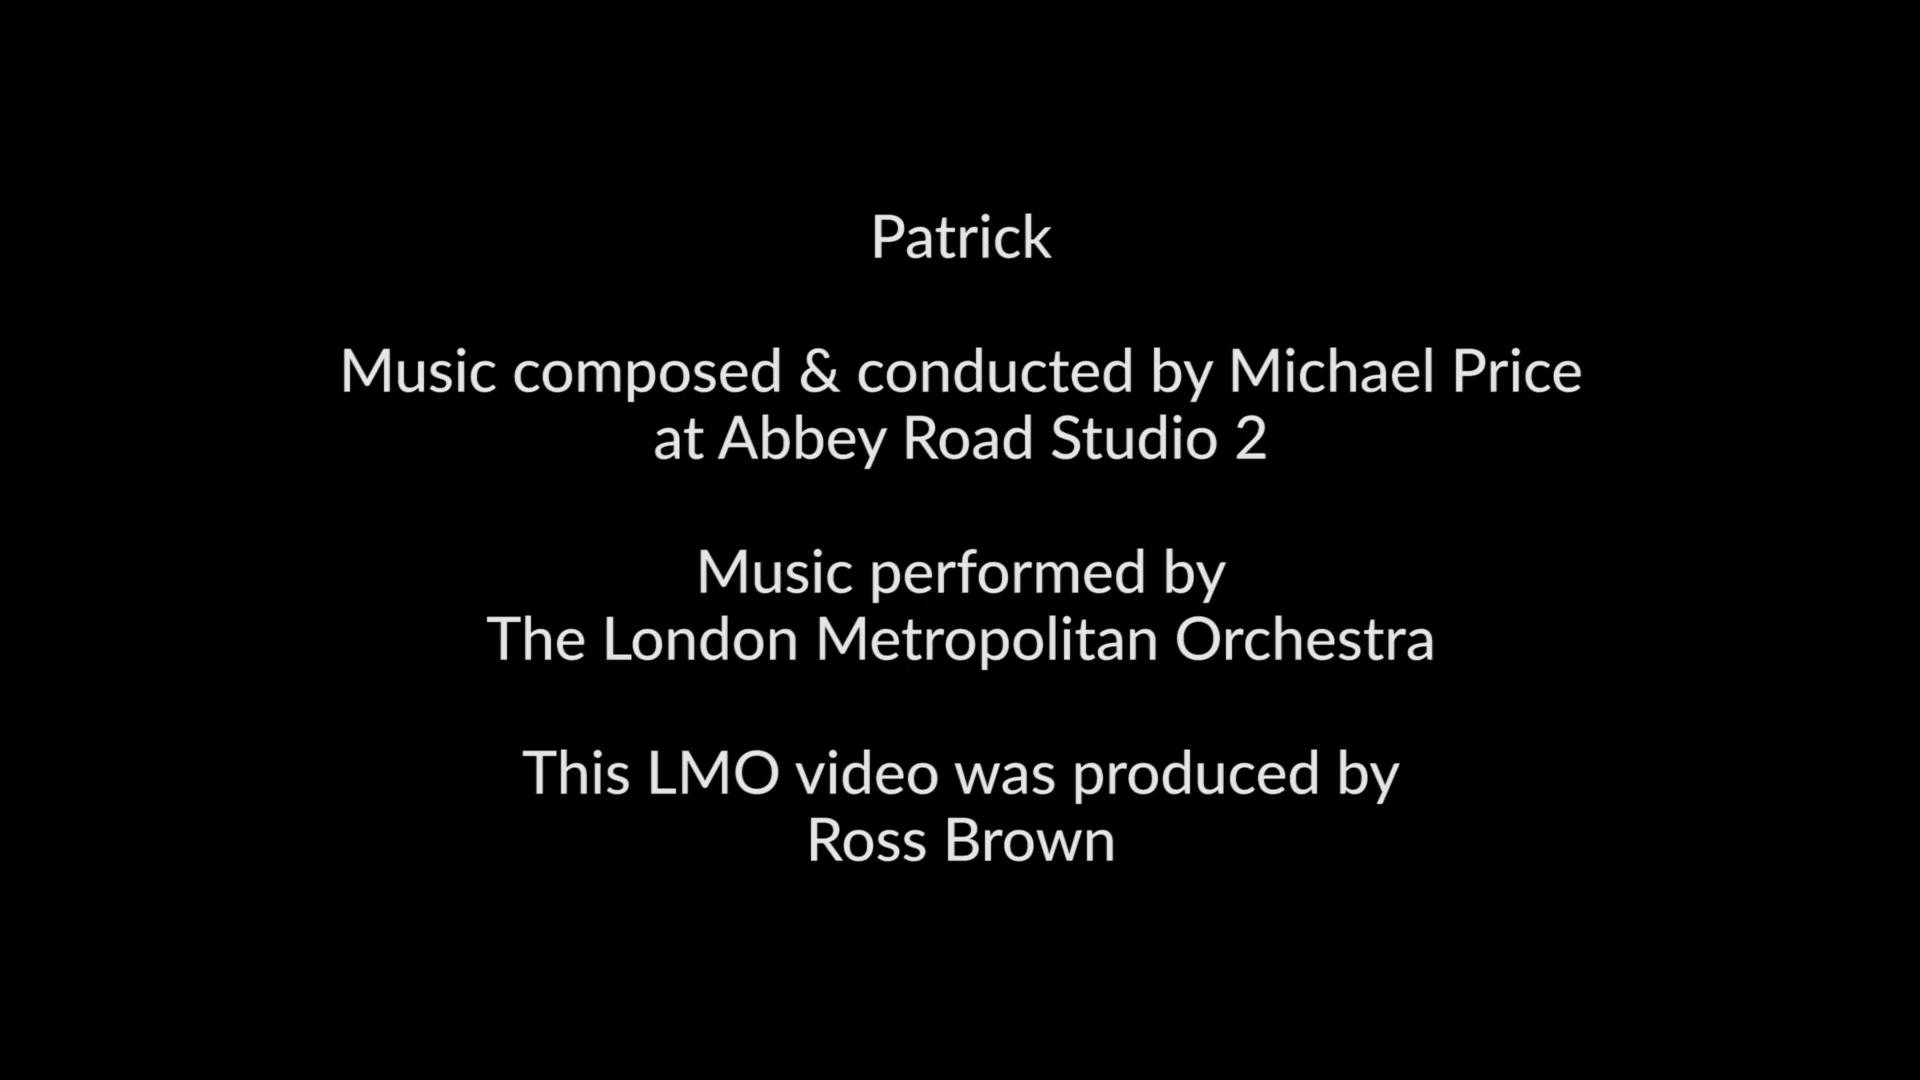 Patrick
Music composed & conducted by Michael Price
at Abbey Road Studio 2
Music performed by
The London Metropolitan Orchestra
This LMO video was produced by
Ross Brown